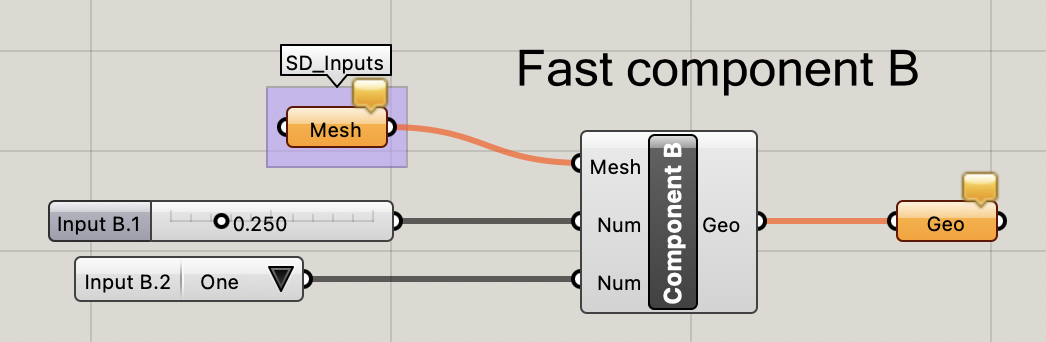 SD_Inputs
Fast component B
Mesh
Input B.1
0.250
Input B.2
One
Mesh
Num
Num
Component B
Geo
Geo